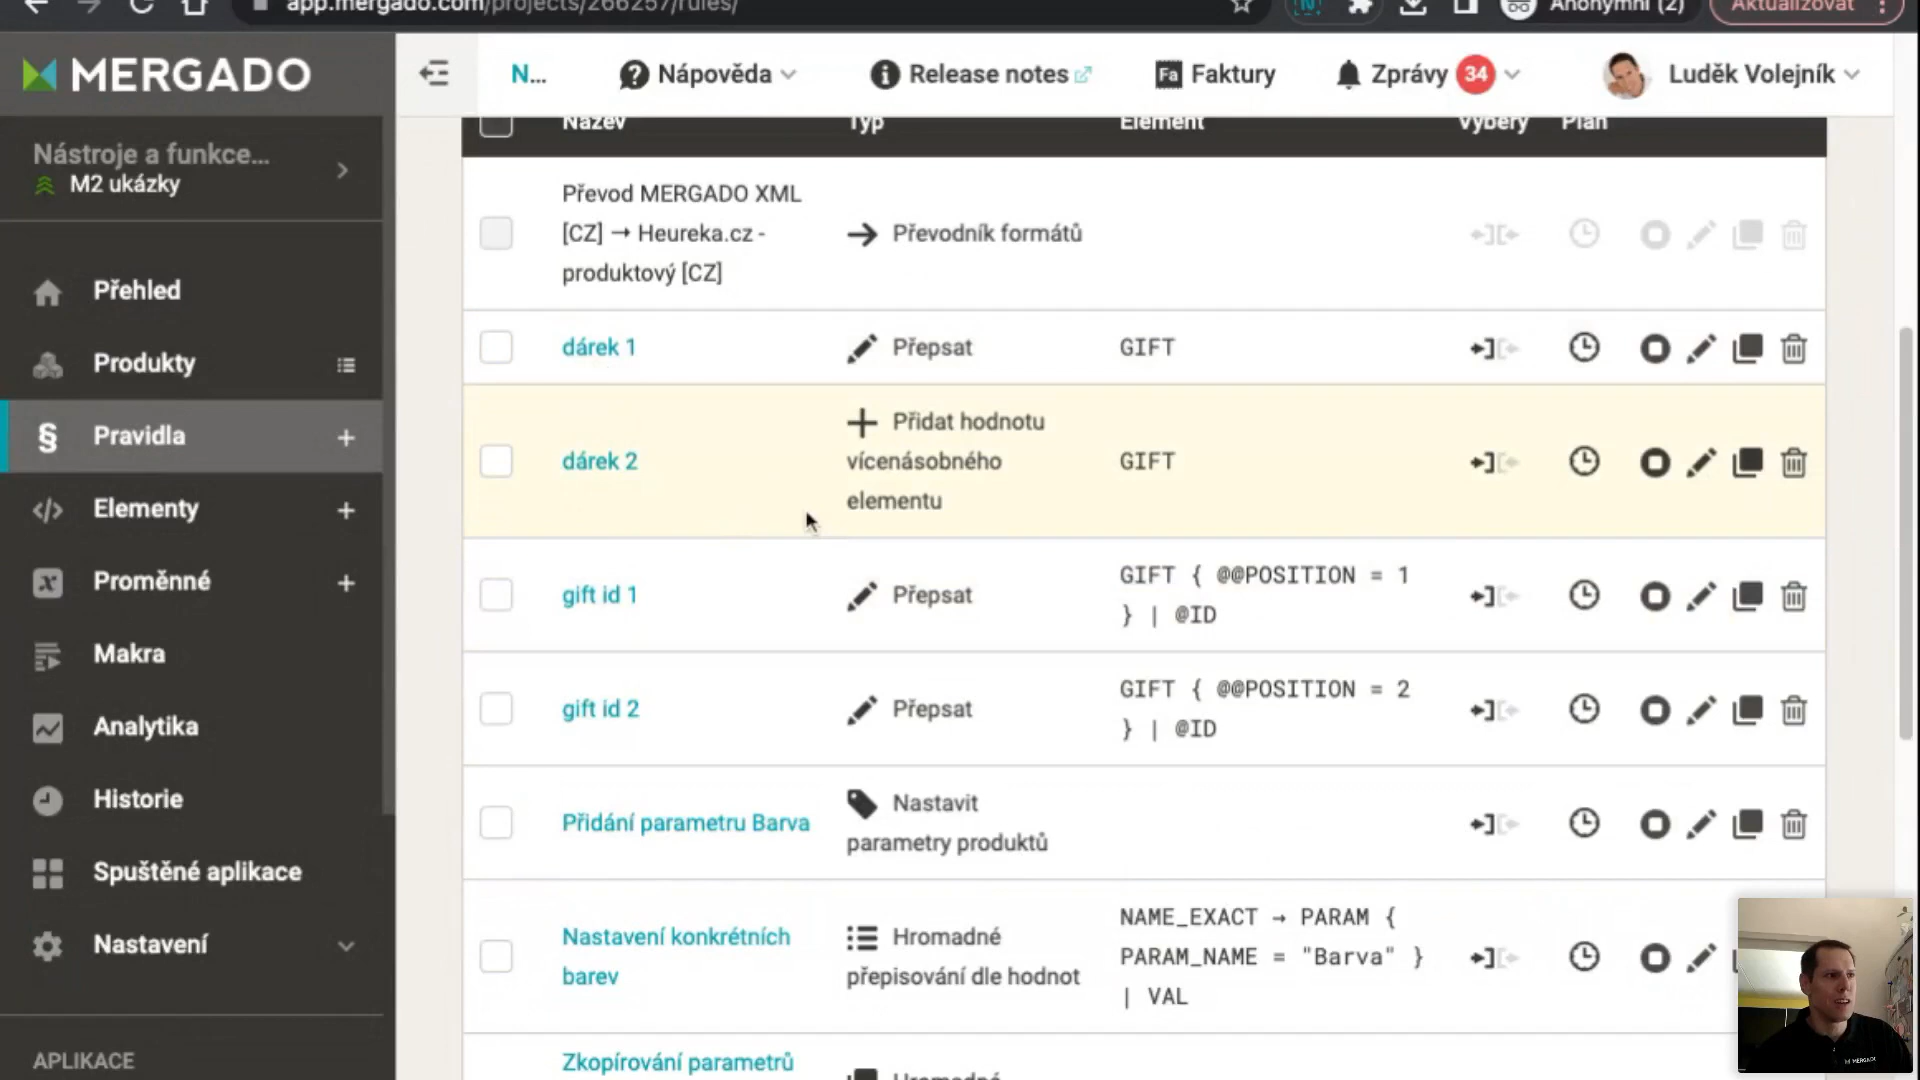 app.mergado.com/projects/266257/rules/
Anonymní (2)
Aktualizovat
MERGADO
N...
Nápověda
Release notes
Fa Faktury
Zprávy 34
Luděk Volejník
Nástroje a funkce...
M2 ukázky
Přehled
Produkty
Pravidla
Elementy
Proměnné
Makra
Analytika
Historie
Spuštěné aplikace
Nastavení
APLIKACE
Název Typ Element Výběry Plán
Převod MERGADO XML
[CZ] → Heureka.cz -
produktový [CZ]
Převodník formátů
dárek 1 Přepsat GIFT
dárek 2
Přidat hodnotu
vícenásobného
elementu
GIFT
gift id 1 Přepsat
GIFT { @@POSITION = 1
} | @ID
gift id 2 Přepsat
GIFT { @@POSITION = 2
} | @ID
Přidání parametru Barva
Nastavit
parametry produktů
Nastavení konkrétních
barev
Hromadné
přepisování dle hodnot
NAME_EXACT → PARAM {
PARAM_NAME = "Barva" }
| VAL
Zkopírování parametrů
Hromadné
MERGADO